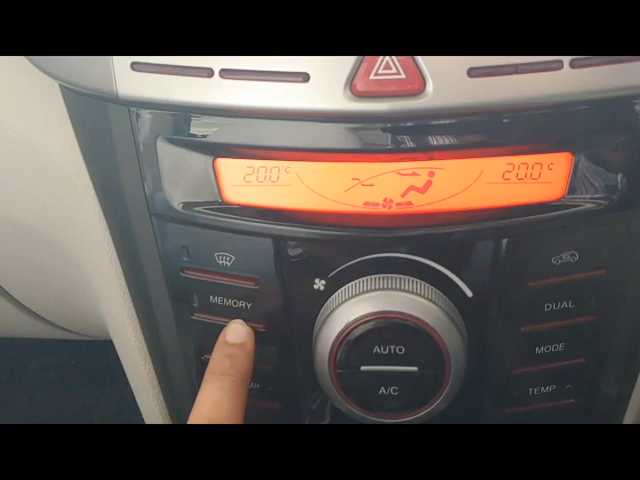 20.0°C
20.0°C
MEMORY
DUAL
AUTO
MODE
A/C
TEMP